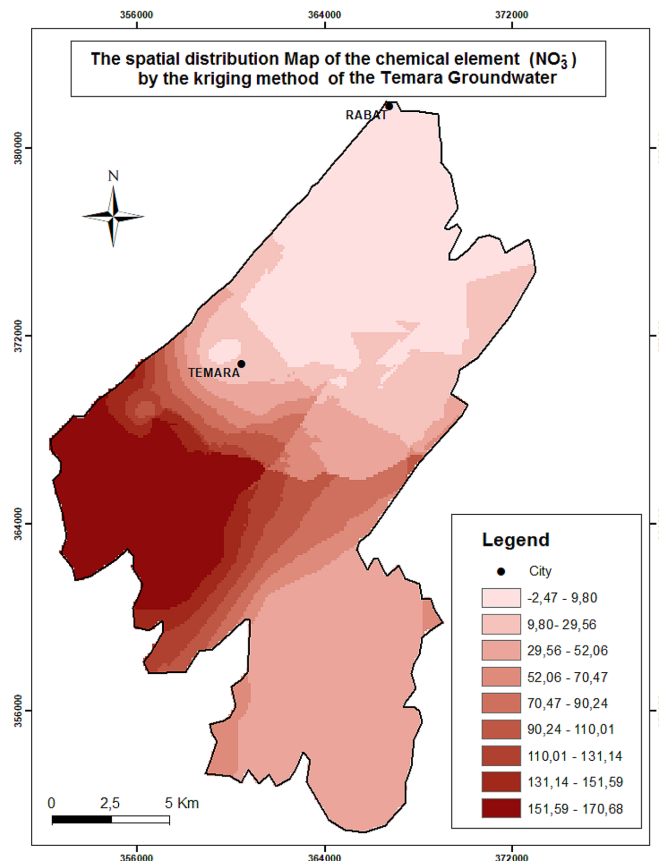 356000 364000 372000
The spatial distribution Map of the chemical element (NO3-)
by the kriging method of the Temara Groundwater
RABAT
380000
N
372000
TEMARA
364000
Legend
City
-2,47 - 9,80
9,80- 29,56
29,56 - 52,06
52,06 - 70,47
70,47 - 90,24
90,24 - 110,01
110,01 - 131,14
131,14 - 151,59
151,59 - 170,68
356000
0 2,5 5 Km
356000 364000 372000